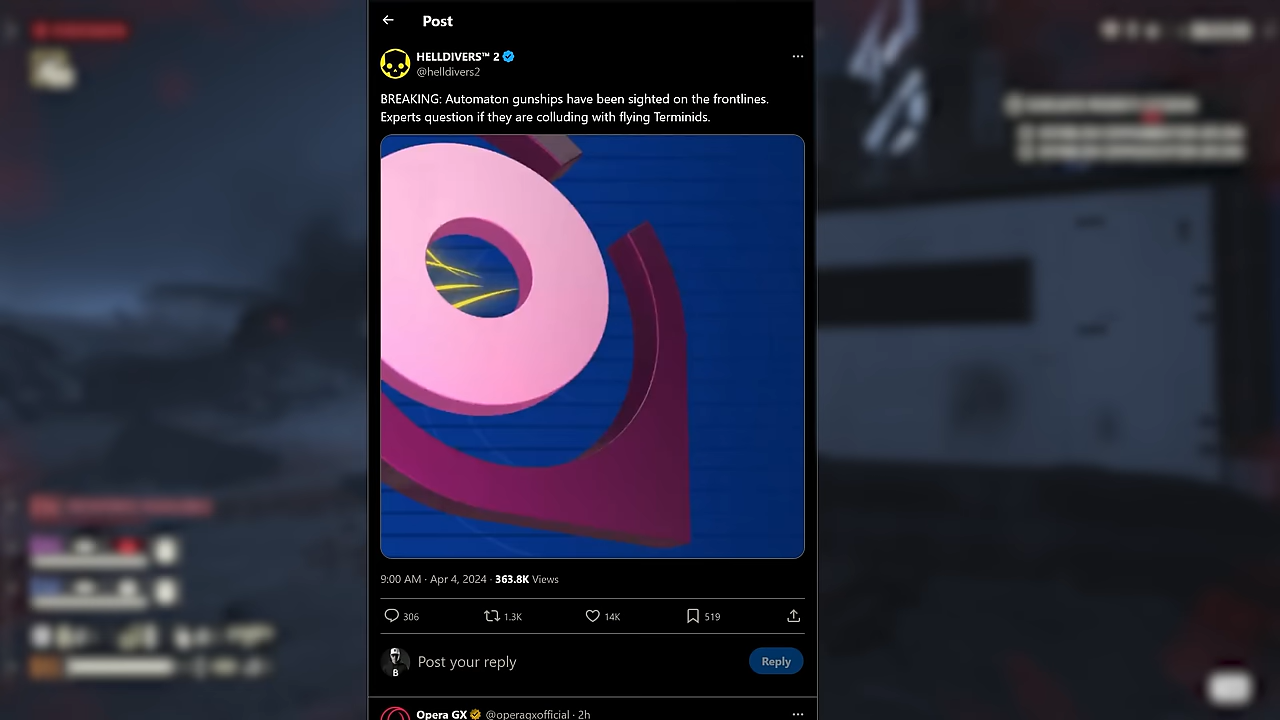 Post
HELLDIVERS™ 2
@helldivers2
BREAKING: Automaton gunships have been sighted on the frontlines.
Experts question if they are colluding with flying Terminids.
9:00 AM · Apr 4, 2024 · 363.8K Views
306 1.3K 14K 519
B
Post your reply
Reply
Opera GX @operagxofficial · 2h